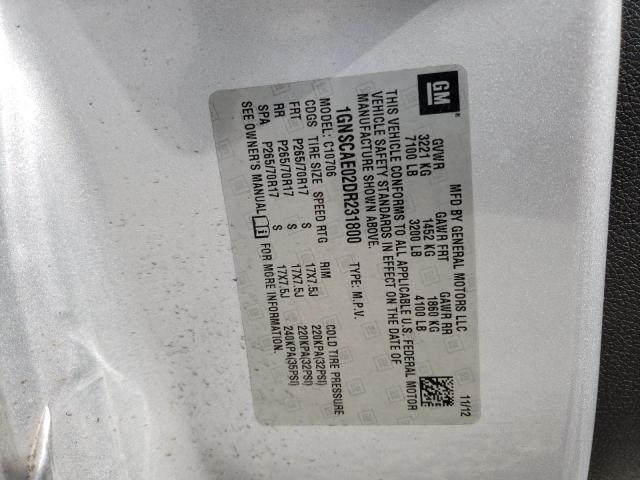 GM ®
MFD BY GENERAL MOTORS LLC 11/12
GVWR GAWR FRT GAWR RR
3221 KG 1452 KG 1860 KG
7100 LB 3200 LB 4100 LB
THIS VEHICLE CONFORMS TO ALL APPLICABLE U.S. FEDERAL MOTOR
VEHICLE SAFETY STANDARDS IN EFFECT ON THE DATE OF
MANUFACTURE SHOWN ABOVE.
1GNSCAE02DR231800 TYPE: M.P.V.
MODEL: C10706
CDGS TIRE SIZE SPEED RTG RIM COLD TIRE PRESSURE
FRT P265/70R17 S 17X7.5J 220KPA(32PSI)
RR P265/70R17 S 17X7.5J 220KPA(32PSI)
SPA P265/70R17 S 17X7.5J 240KPA(35PSI)
SEE OWNER'S MANUAL i FOR MORE INFORMATION.